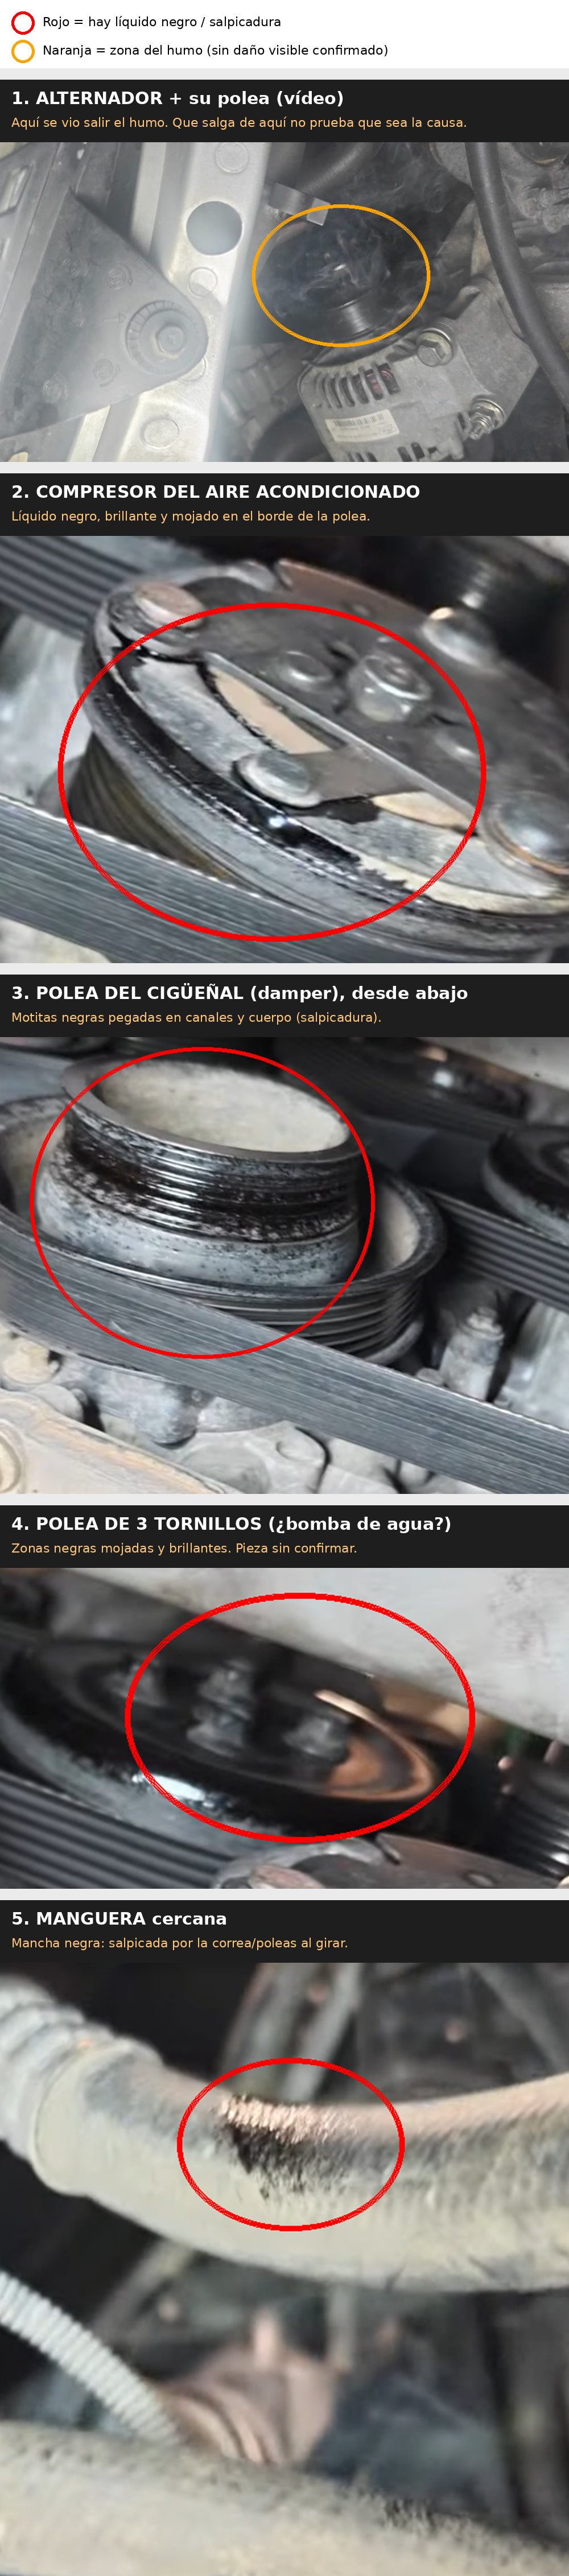 Rojo = hay líquido negro / salpicadura
Naranja = zona del humo (sin daño visible confirmado)
1. ALTERNADOR + su polea (vídeo)
Aquí se vio salir el humo. Que salga de aquí no prueba que sea la causa.
2. COMPRESOR DEL AIRE ACONDICIONADO
Líquido negro, brillante y mojado en el borde de la polea.
3. POLEA DEL CIGÜEÑAL (damper), desde abajo
Motitas negras pegadas en canales y cuerpo (salpicadura).
4. POLEA DE 3 TORNILLOS (¿bomba de agua?)
Zonas negras mojadas y brillantes. Pieza sin confirmar.
5. MANGUERA cercana
Mancha negra: salpicada por la correa/poleas al girar.